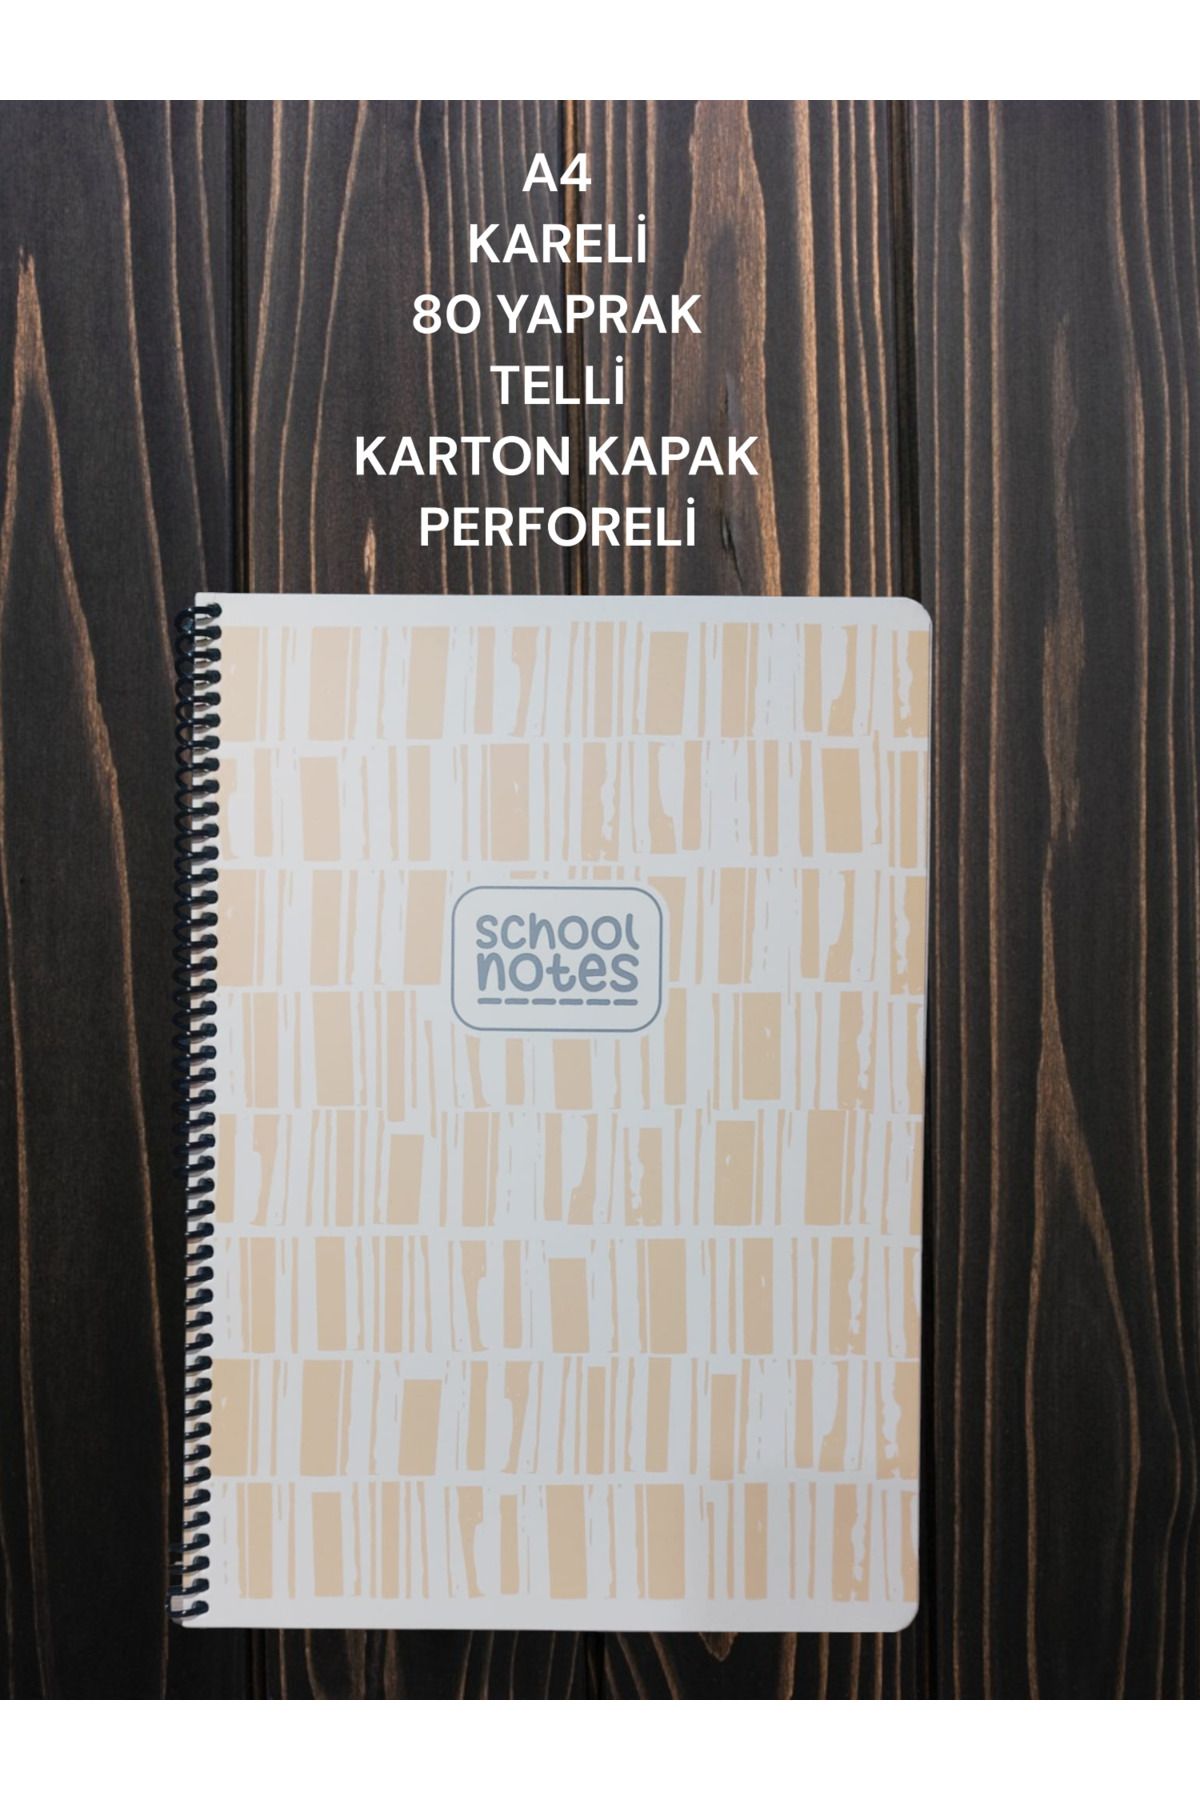 A4
KARELİ
80 YAPRAK
TELLİ
KARTON KAPAK
PERFORELİ
school
notes